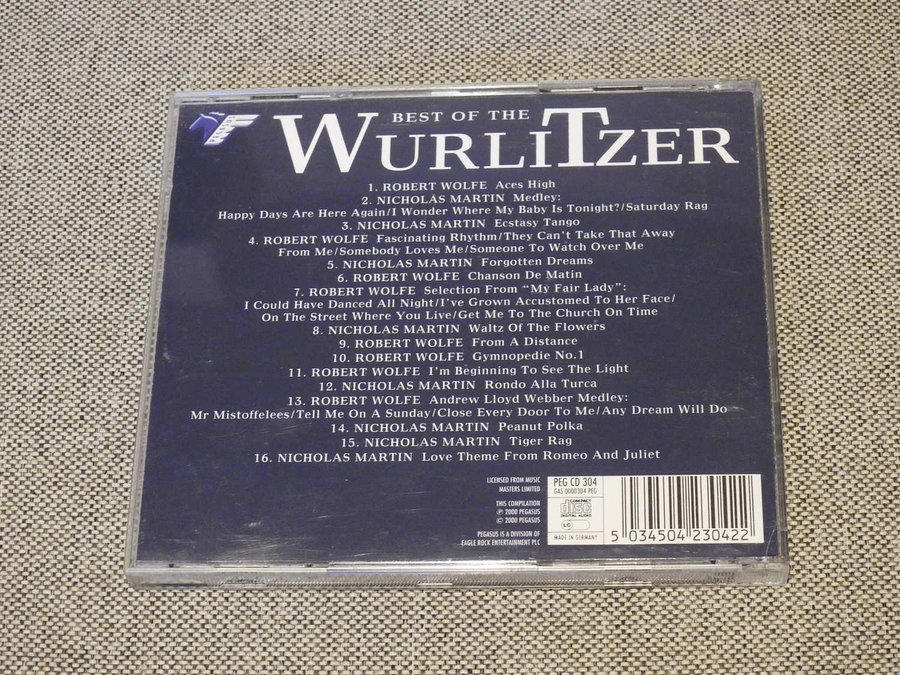 BEST OF THE
WURLITZER
1. ROBERT WOLFE Aces High
2. NICHOLAS MARTIN Medley:
Happy Days Are Here Again/I Wonder Where My Baby Is Tonight?/Saturday Rag
3. NICHOLAS MARTIN Ecstasy Tango
4. ROBERT WOLFE Fascinating Rhythm/They Can't Take That Away
From Me/Somebody Loves Me/Someone To Watch Over Me
5. NICHOLAS MARTIN Forgotten Dreams
6. ROBERT WOLFE Chanson De Matin
7. ROBERT WOLFE Selection From "My Fair Lady":
I Could Have Danced All Night/I've Grown Accustomed To Her Face/
On The Street Where You Live/Get Me To The Church On Time
8. NICHOLAS MARTIN Waltz Of The Flowers
9. ROBERT WOLFE From A Distance
10. ROBERT WOLFE Gymnopedie No.1
11. ROBERT WOLFE I'm Beginning To See The Light
12. NICHOLAS MARTIN Rondo Alla Turca
13. ROBERT WOLFE Andrew Lloyd Webber Medley:
Mr Mistoffelees/Tell Me On A Sunday/Close Every Door To Me/Any Dream Will Do
14. NICHOLAS MARTIN Peanut Polka
15. NICHOLAS MARTIN Tiger Rag
16. NICHOLAS MARTIN Love Theme From Romeo And Juliet
LICENSED FROM MUSIC
MASTERS LIMITED
THIS COMPILATION
℗ 2000 PEGASUS
© 2000 PEGASUS
PEGASUS IS A DIVISION OF
EAGLE ROCK ENTERTAINMENT PLC
PEG CD 304
GAS 0000304 PEG
COMPACT
disc
DIGITAL AUDIO
LC
MADE IN GERMANY
5 034504 230422